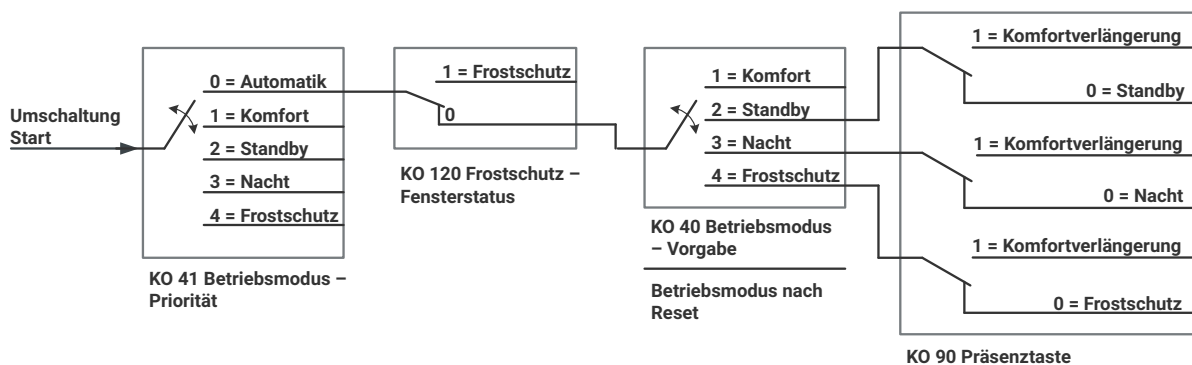 Umschaltung
Start
0 = Automatik
1 = Komfort
2 = Standby
3 = Nacht
4 = Frostschutz
KO 41 Betriebsmodus –
Priorität
1 = Frostschutz
0
KO 120 Frostschutz –
Fensterstatus
1 = Komfort
2 = Standby
3 = Nacht
4 = Frostschutz
KO 40 Betriebsmodus
– Vorgabe
Betriebsmodus nach
Reset
1 = Komfortverlängerung
0 = Standby
1 = Komfortverlängerung
0 = Nacht
1 = Komfortverlängerung
0 = Frostschutz
KO 90 Präsenztaste